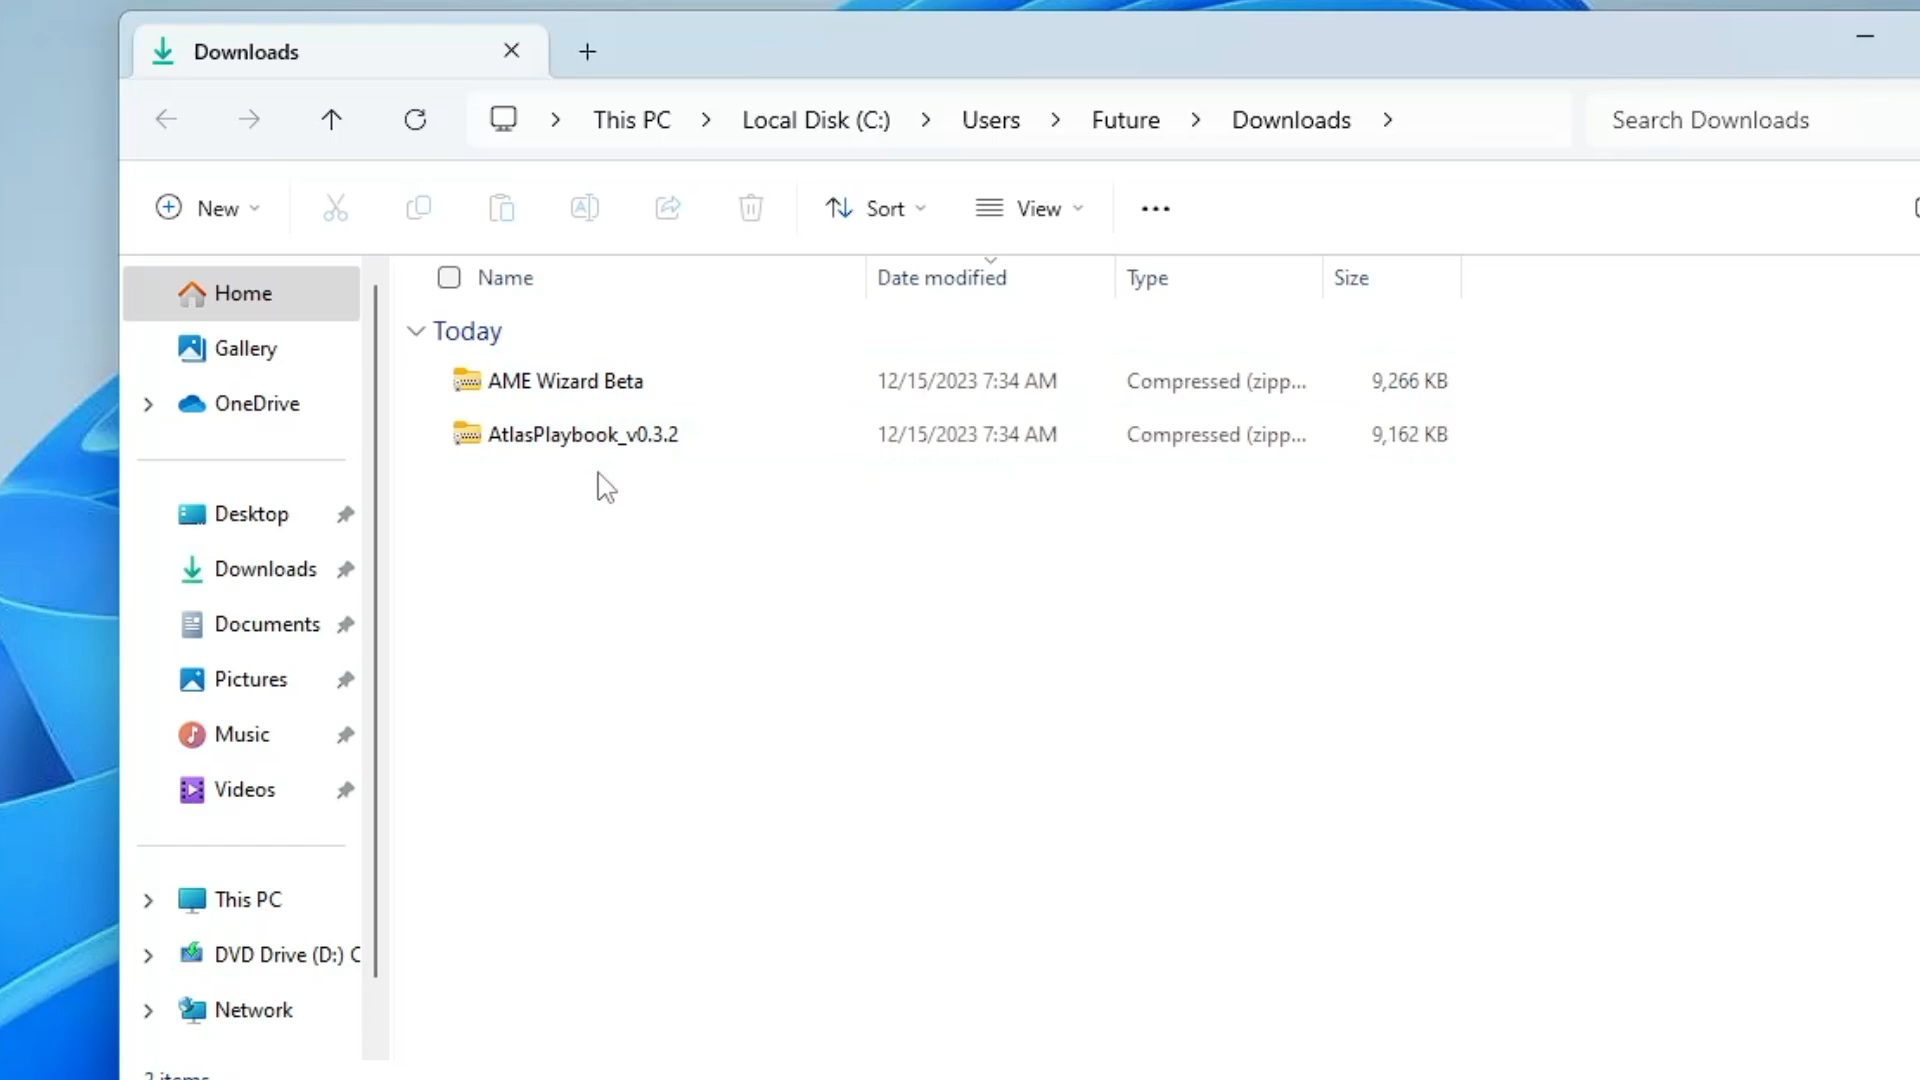 Downloads
This PC > Local Disk (C:) > Users > Future > Downloads >
Search Downloads
New
Sort
View
Name
Date modified
Type
Size
Today
AME Wizard Beta 12/15/2023 7:34 AM Compressed (zipp... 9,266 KB
AtlasPlaybook_v0.3.2 12/15/2023 7:34 AM Compressed (zipp... 9,162 KB
Home
Gallery
OneDrive
Desktop
Downloads
Documents
Pictures
Music
Videos
This PC
DVD Drive (D:) C
Network
2 items